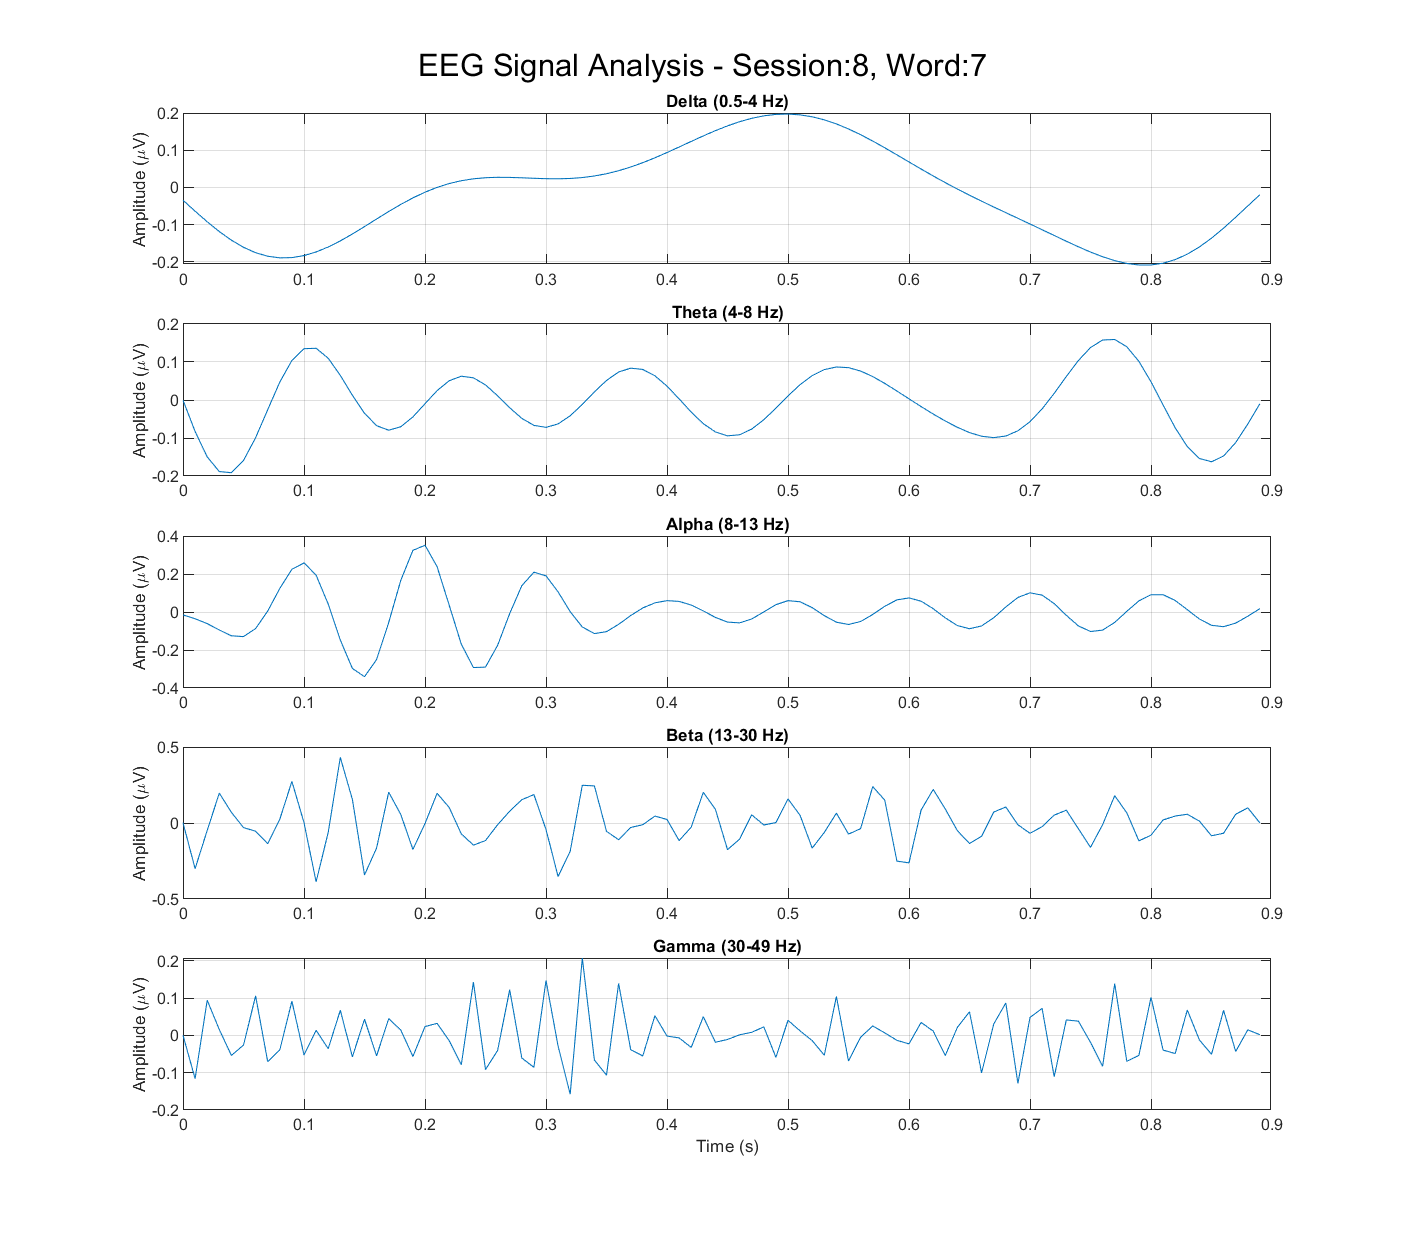 EEG Signal Analysis - Session:8, Word:7
Delta (0.5-4 Hz)
Amplitude (μV)
0.2
0.1
0
-0.1
-0.2
0 0.1 0.2 0.3 0.4 0.5 0.6 0.7 0.8 0.9
Theta (4-8 Hz)
Amplitude (μV)
0.2
0.1
0
-0.1
-0.2
0 0.1 0.2 0.3 0.4 0.5 0.6 0.7 0.8 0.9
Alpha (8-13 Hz)
Amplitude (μV)
0.4
0.2
0
-0.2
-0.4
0 0.1 0.2 0.3 0.4 0.5 0.6 0.7 0.8 0.9
Beta (13-30 Hz)
Amplitude (μV)
0.5
0
-0.5
0 0.1 0.2 0.3 0.4 0.5 0.6 0.7 0.8 0.9
Gamma (30-49 Hz)
Amplitude (μV)
0.2
0.1
0
-0.1
-0.2
0 0.1 0.2 0.3 0.4 0.5 0.6 0.7 0.8 0.9
Time (s)